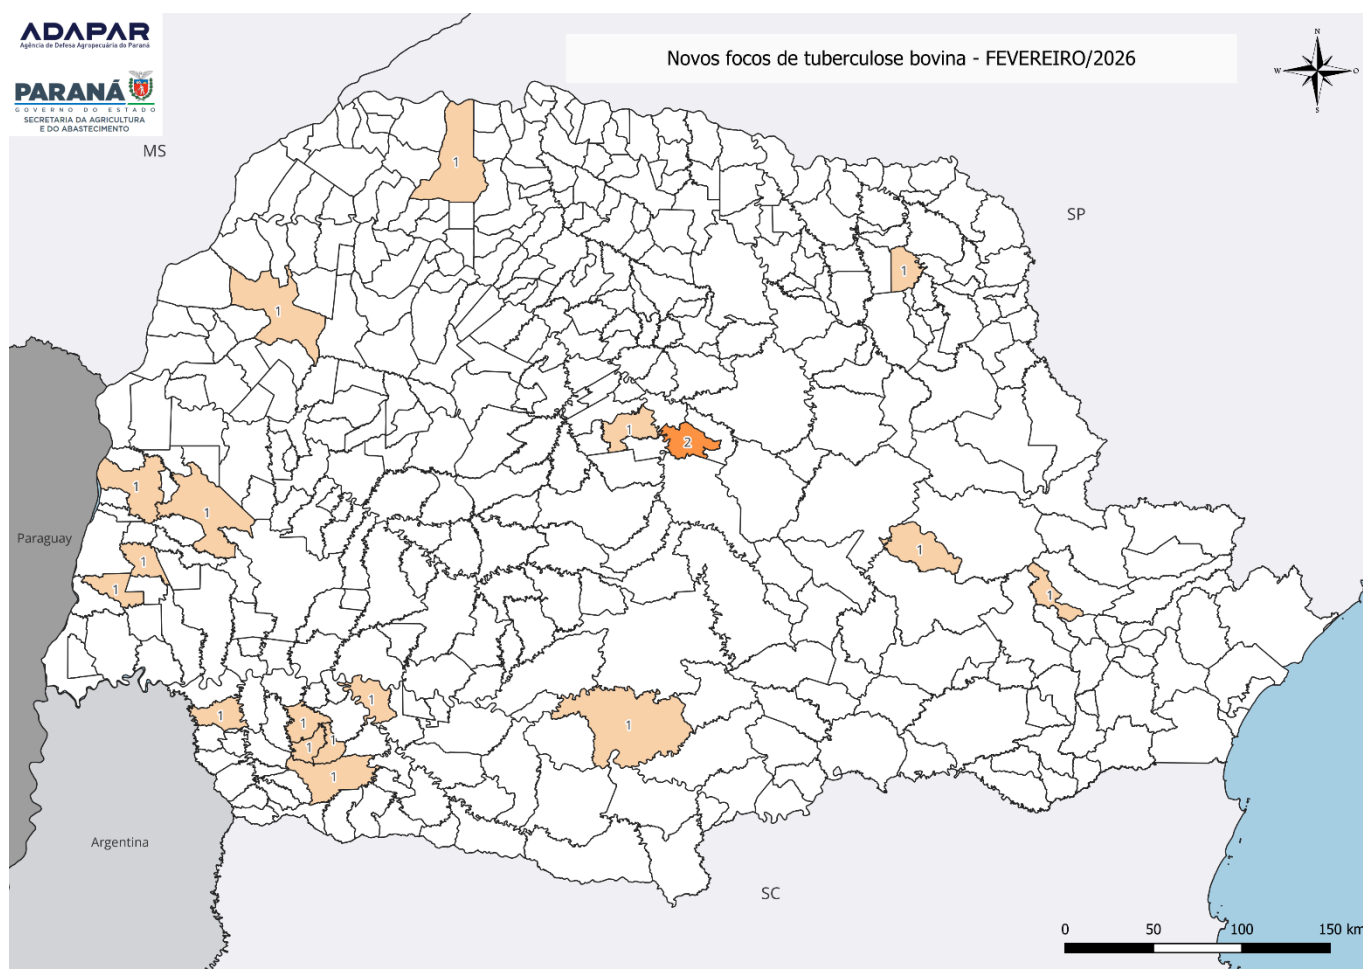 ADAPAR
Agência de Defesa Agropecuária do Paraná
PARANÁ
GOVERNO DO ESTADO
SECRETARIA DA AGRICULTURA
E DO ABASTECIMENTO
Novos focos de tuberculose bovina - FEVEREIRO/2026
N
W
O
S
MS
SP
1
1
1
1
2
1
1
Paraguay
1
1
1
1
1
1
1
1
1
1
1
Argentina
SC
0
50
100
150 km